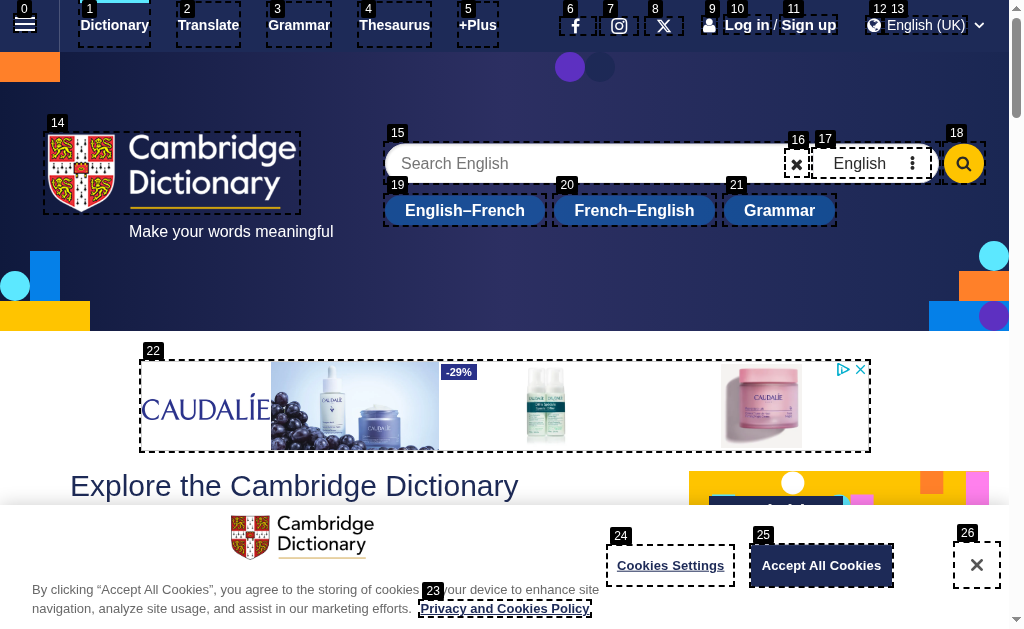 0 1 2 3 4 5 6 7 8 9 10 11 12 13
Dictionary Translate Grammar Thesaurus +Plus Log in / Sign up English (UK)
14
Cambridge
Dictionary
Make your words meaningful
15 16 17 18
Search English English
19 20 21
English–French French–English Grammar
22
CAUDALÍE
-29%
CAUDALÍE
Explore the Cambridge Dictionary
Cambridge
Dictionary
By clicking “Accept All Cookies”, you agree to the storing of cookies your device to enhance site
23
navigation, analyze site usage, and assist in our marketing efforts. Privacy and Cookies Policy
24 25 26
Cookies Settings Accept All Cookies